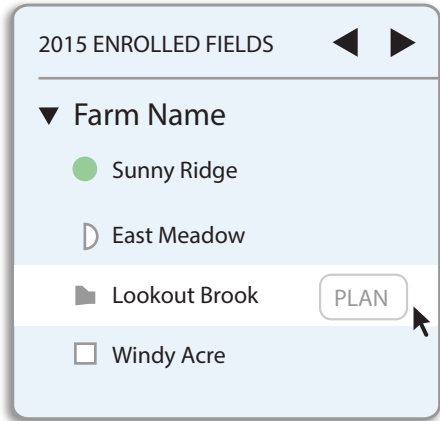 2015 ENROLLED FIELDS
Farm Name
Sunny Ridge
East Meadow
Lookout Brook PLAN
Windy Acre